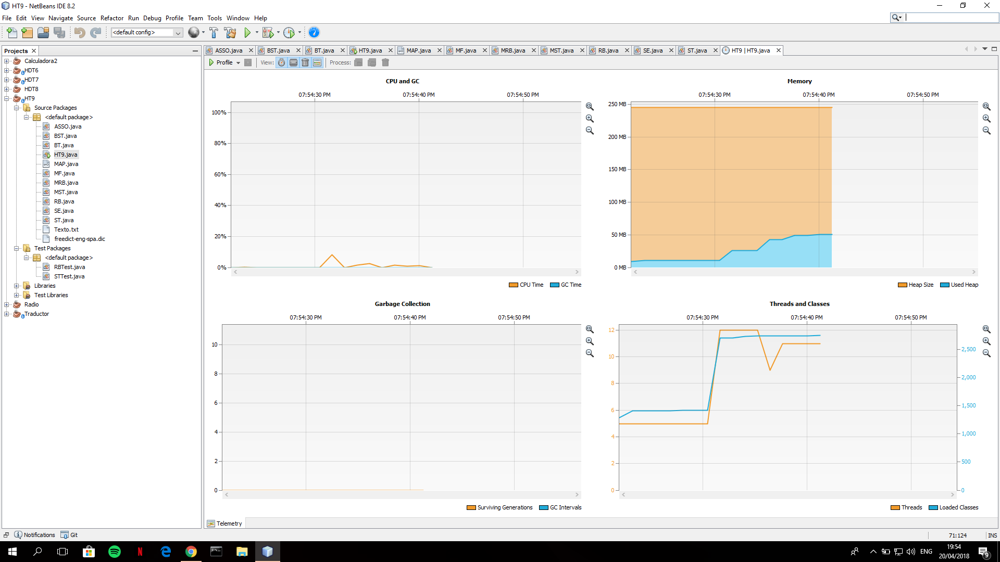 HT9 - NetBeans IDE 8.2
File Edit View Navigate Source Refactor Run Debug Profile Team Tools Window Help
<default config>
Projects
Calculadora2
HDT6
HDT7
HDT8
HT9
Source Packages
<default package>
ASSO.java
BST.java
BT.java
HT9.java
MAP.java
MF.java
MRB.java
MST.java
RB.java
SE.java
ST.java
Texto.txt
freedict-eng-spa.dic
Test Packages
<default package>
RBTest.java
STTest.java
Libraries
Test Libraries
Radio
Traductor
ASSO.java BST.java BT.java HT9.java MAP.java MF.java MRB.java MST.java RB.java SE.java ST.java HT9 | HT9.java
Profile View: Process:
CPU and GC
07:54:30 PM 07:54:40 PM 07:54:50 PM
100%
80%
60%
40%
20%
0%
CPU Time GC Time
Memory
07:54:30 PM 07:54:40 PM 07:54:50 PM
250 MB
200 MB
150 MB
100 MB
50 MB
0 MB
Heap Size Used Heap
Garbage Collection
07:54:30 PM 07:54:40 PM 07:54:50 PM
10
8
6
4
2
0
Surviving Generations GC Intervals
Threads and Classes
07:54:30 PM 07:54:40 PM 07:54:50 PM
12
10
8
6
4
2
0
2,500
2,000
1,500
1,000
500
0
Threads Loaded Classes
Telemetry
Notifications Git
71:124 INS
ENG
19:54
20/04/2018
9